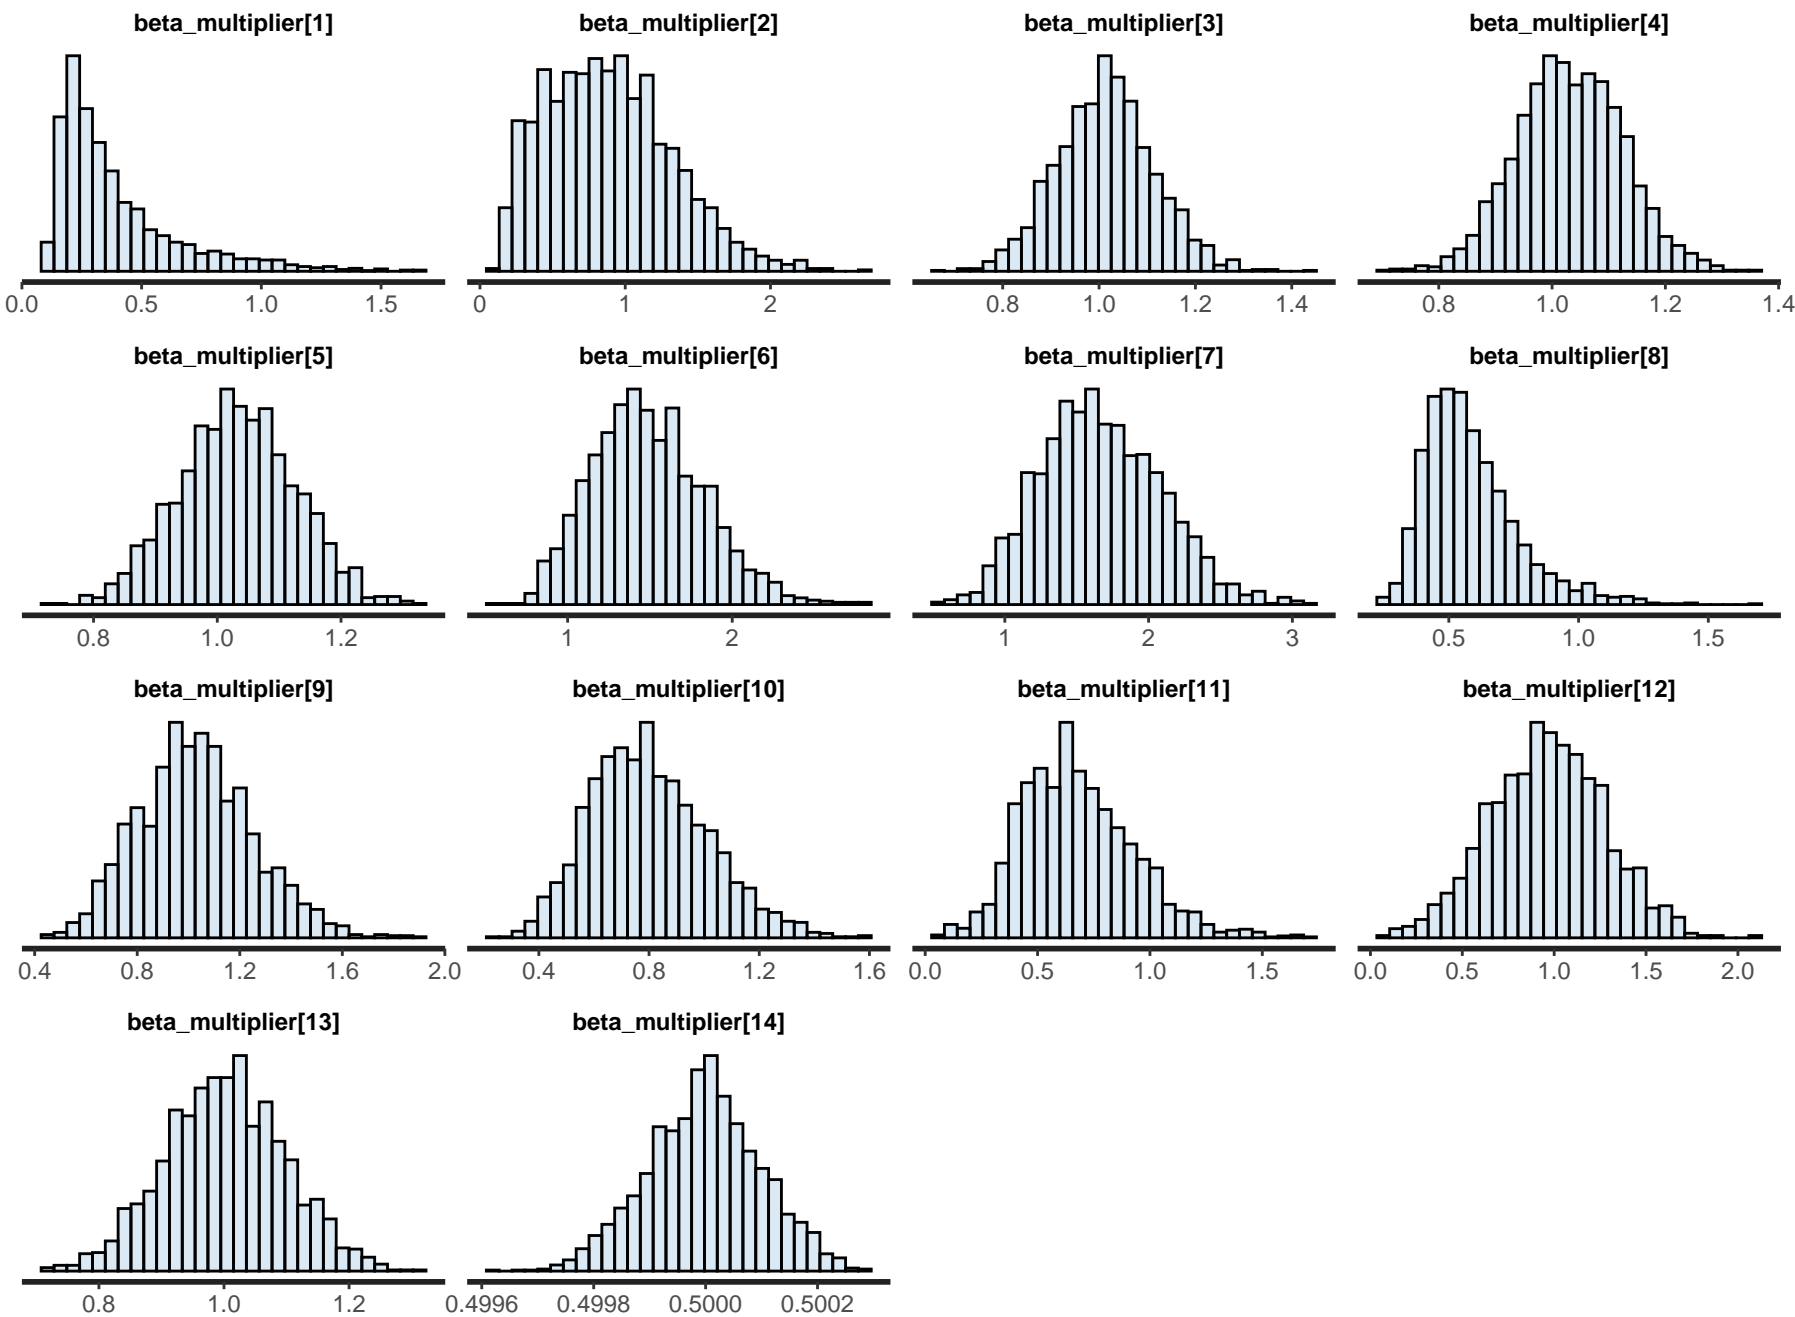 beta_multiplier[1] beta_multiplier[2] beta_multiplier[3] beta_multiplier[4]
0.0 0.5 1.0 1.5 0 1 2 0.8 1.0 1.2 1.4 0.8 1.0 1.2 1.4
beta_multiplier[5] beta_multiplier[6] beta_multiplier[7] beta_multiplier[8]
0.8 1.0 1.2 1 2 1 2 3 0.5 1.0 1.5
beta_multiplier[9] beta_multiplier[10] beta_multiplier[11] beta_multiplier[12]
0.4 0.8 1.2 1.6 2.0 0.4 0.8 1.2 1.6 0.0 0.5 1.0 1.5 0.0 0.5 1.0 1.5 2.0
beta_multiplier[13] beta_multiplier[14]
0.8 1.0 1.2 0.4996 0.4998 0.5000 0.5002